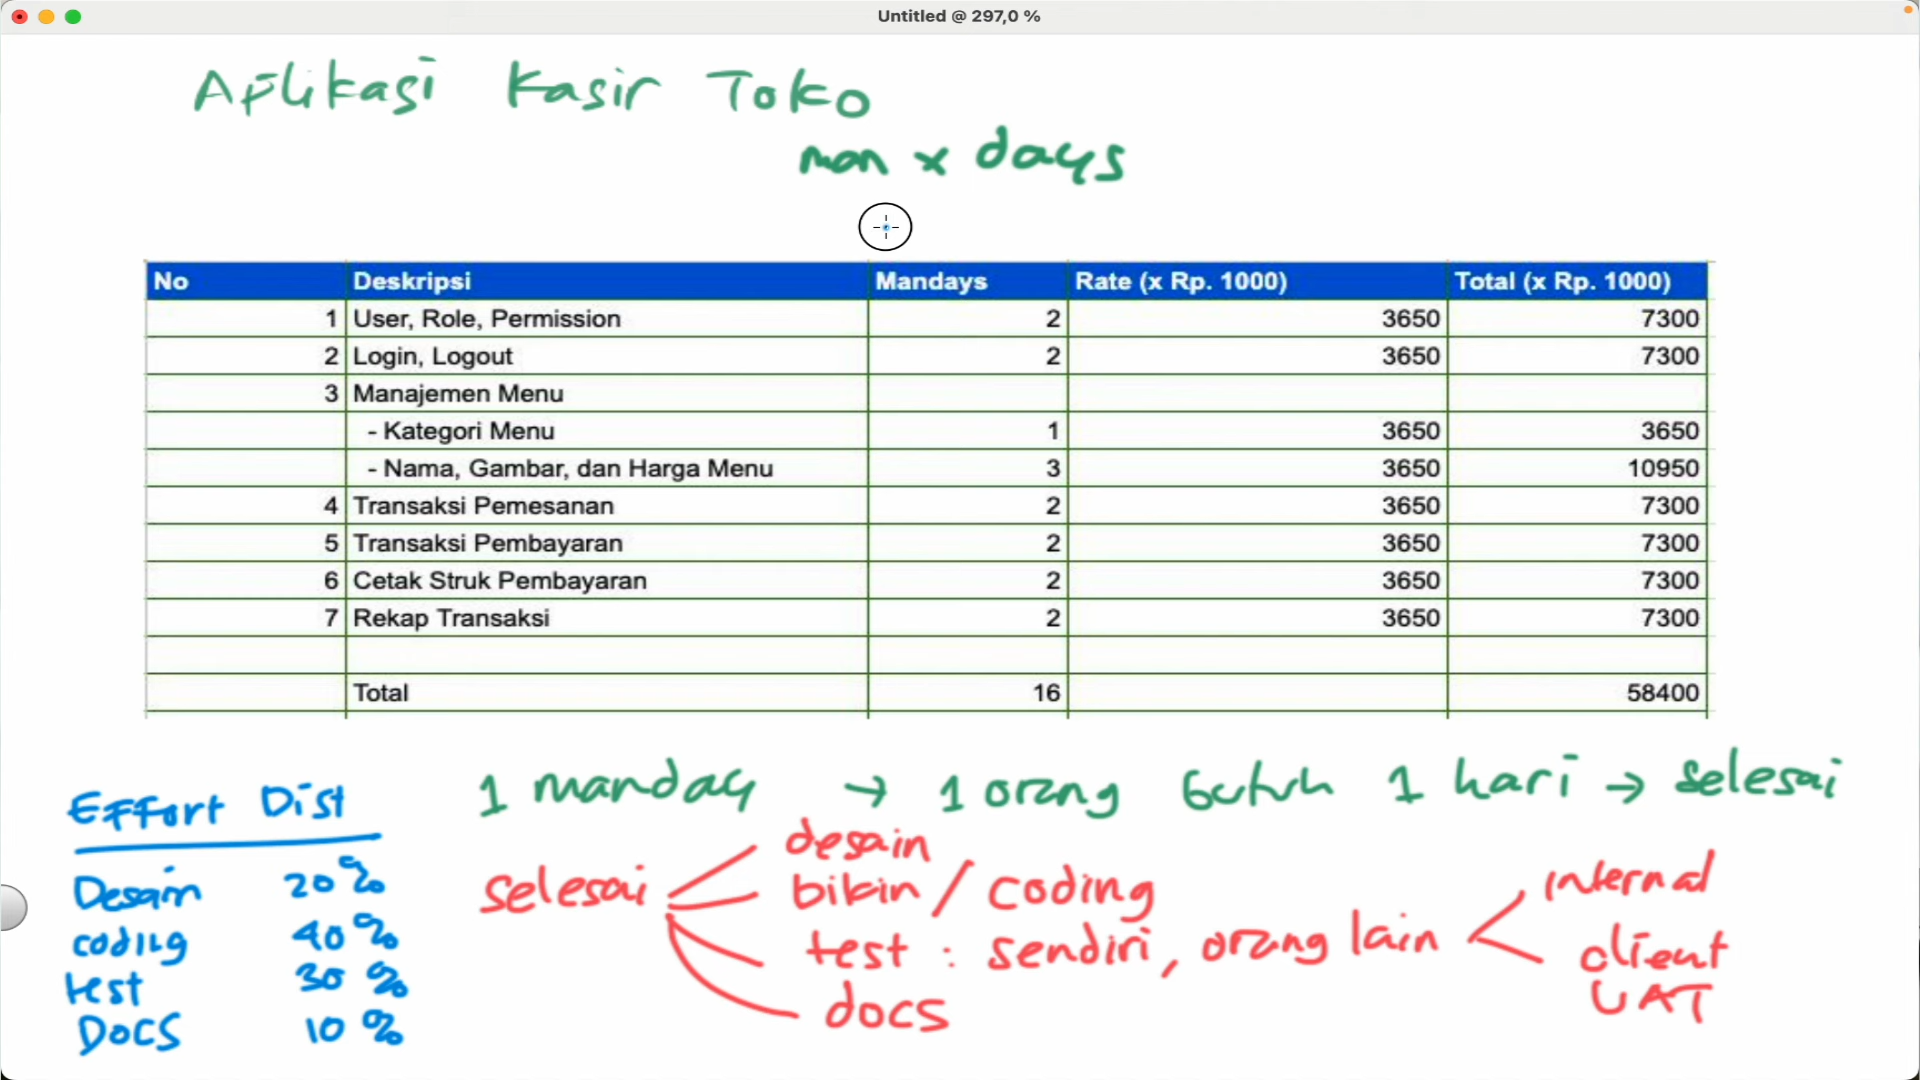 Untitled @ 297,0 %
Aplikasi Kasir Toko
man x days
No Deskripsi Mandays Rate (x Rp. 1000) Total (x Rp. 1000)
1 User, Role, Permission 2 3650 7300
2 Login, Logout 2 3650 7300
3 Manajemen Menu
- Kategori Menu 1 3650 3650
- Nama, Gambar, dan Harga Menu 3 3650 10950
4 Transaksi Pemesanan 2 3650 7300
5 Transaksi Pembayaran 2 3650 7300
6 Cetak Struk Pembayaran 2 3650 7300
7 Rekap Transaksi 2 3650 7300
Total 16 58400
1 manday → 1 orang butuh 1 hari → selesai
Effort Dist
Desain 20%
coding 40%
test 30%
Docs 10%
selesai
desain
bikin / coding
test : sendiri, orang lain
docs
internal
client
UAT